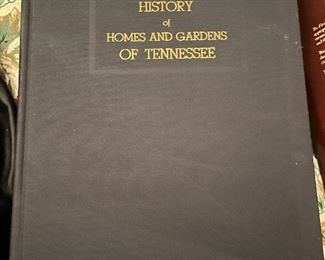 HISTORY
of
HOMES AND GARDENS
OF TENNESSEE